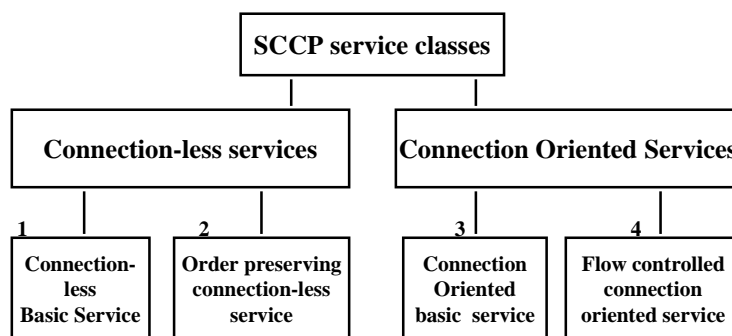 SCCP service classes
Connection-less services
Connection Oriented Services
1
2
3
4
Connection-
less
Basic Service
Order preserving
connection-less
service
Connection
Oriented
basic service
Flow controlled
connection
oriented service